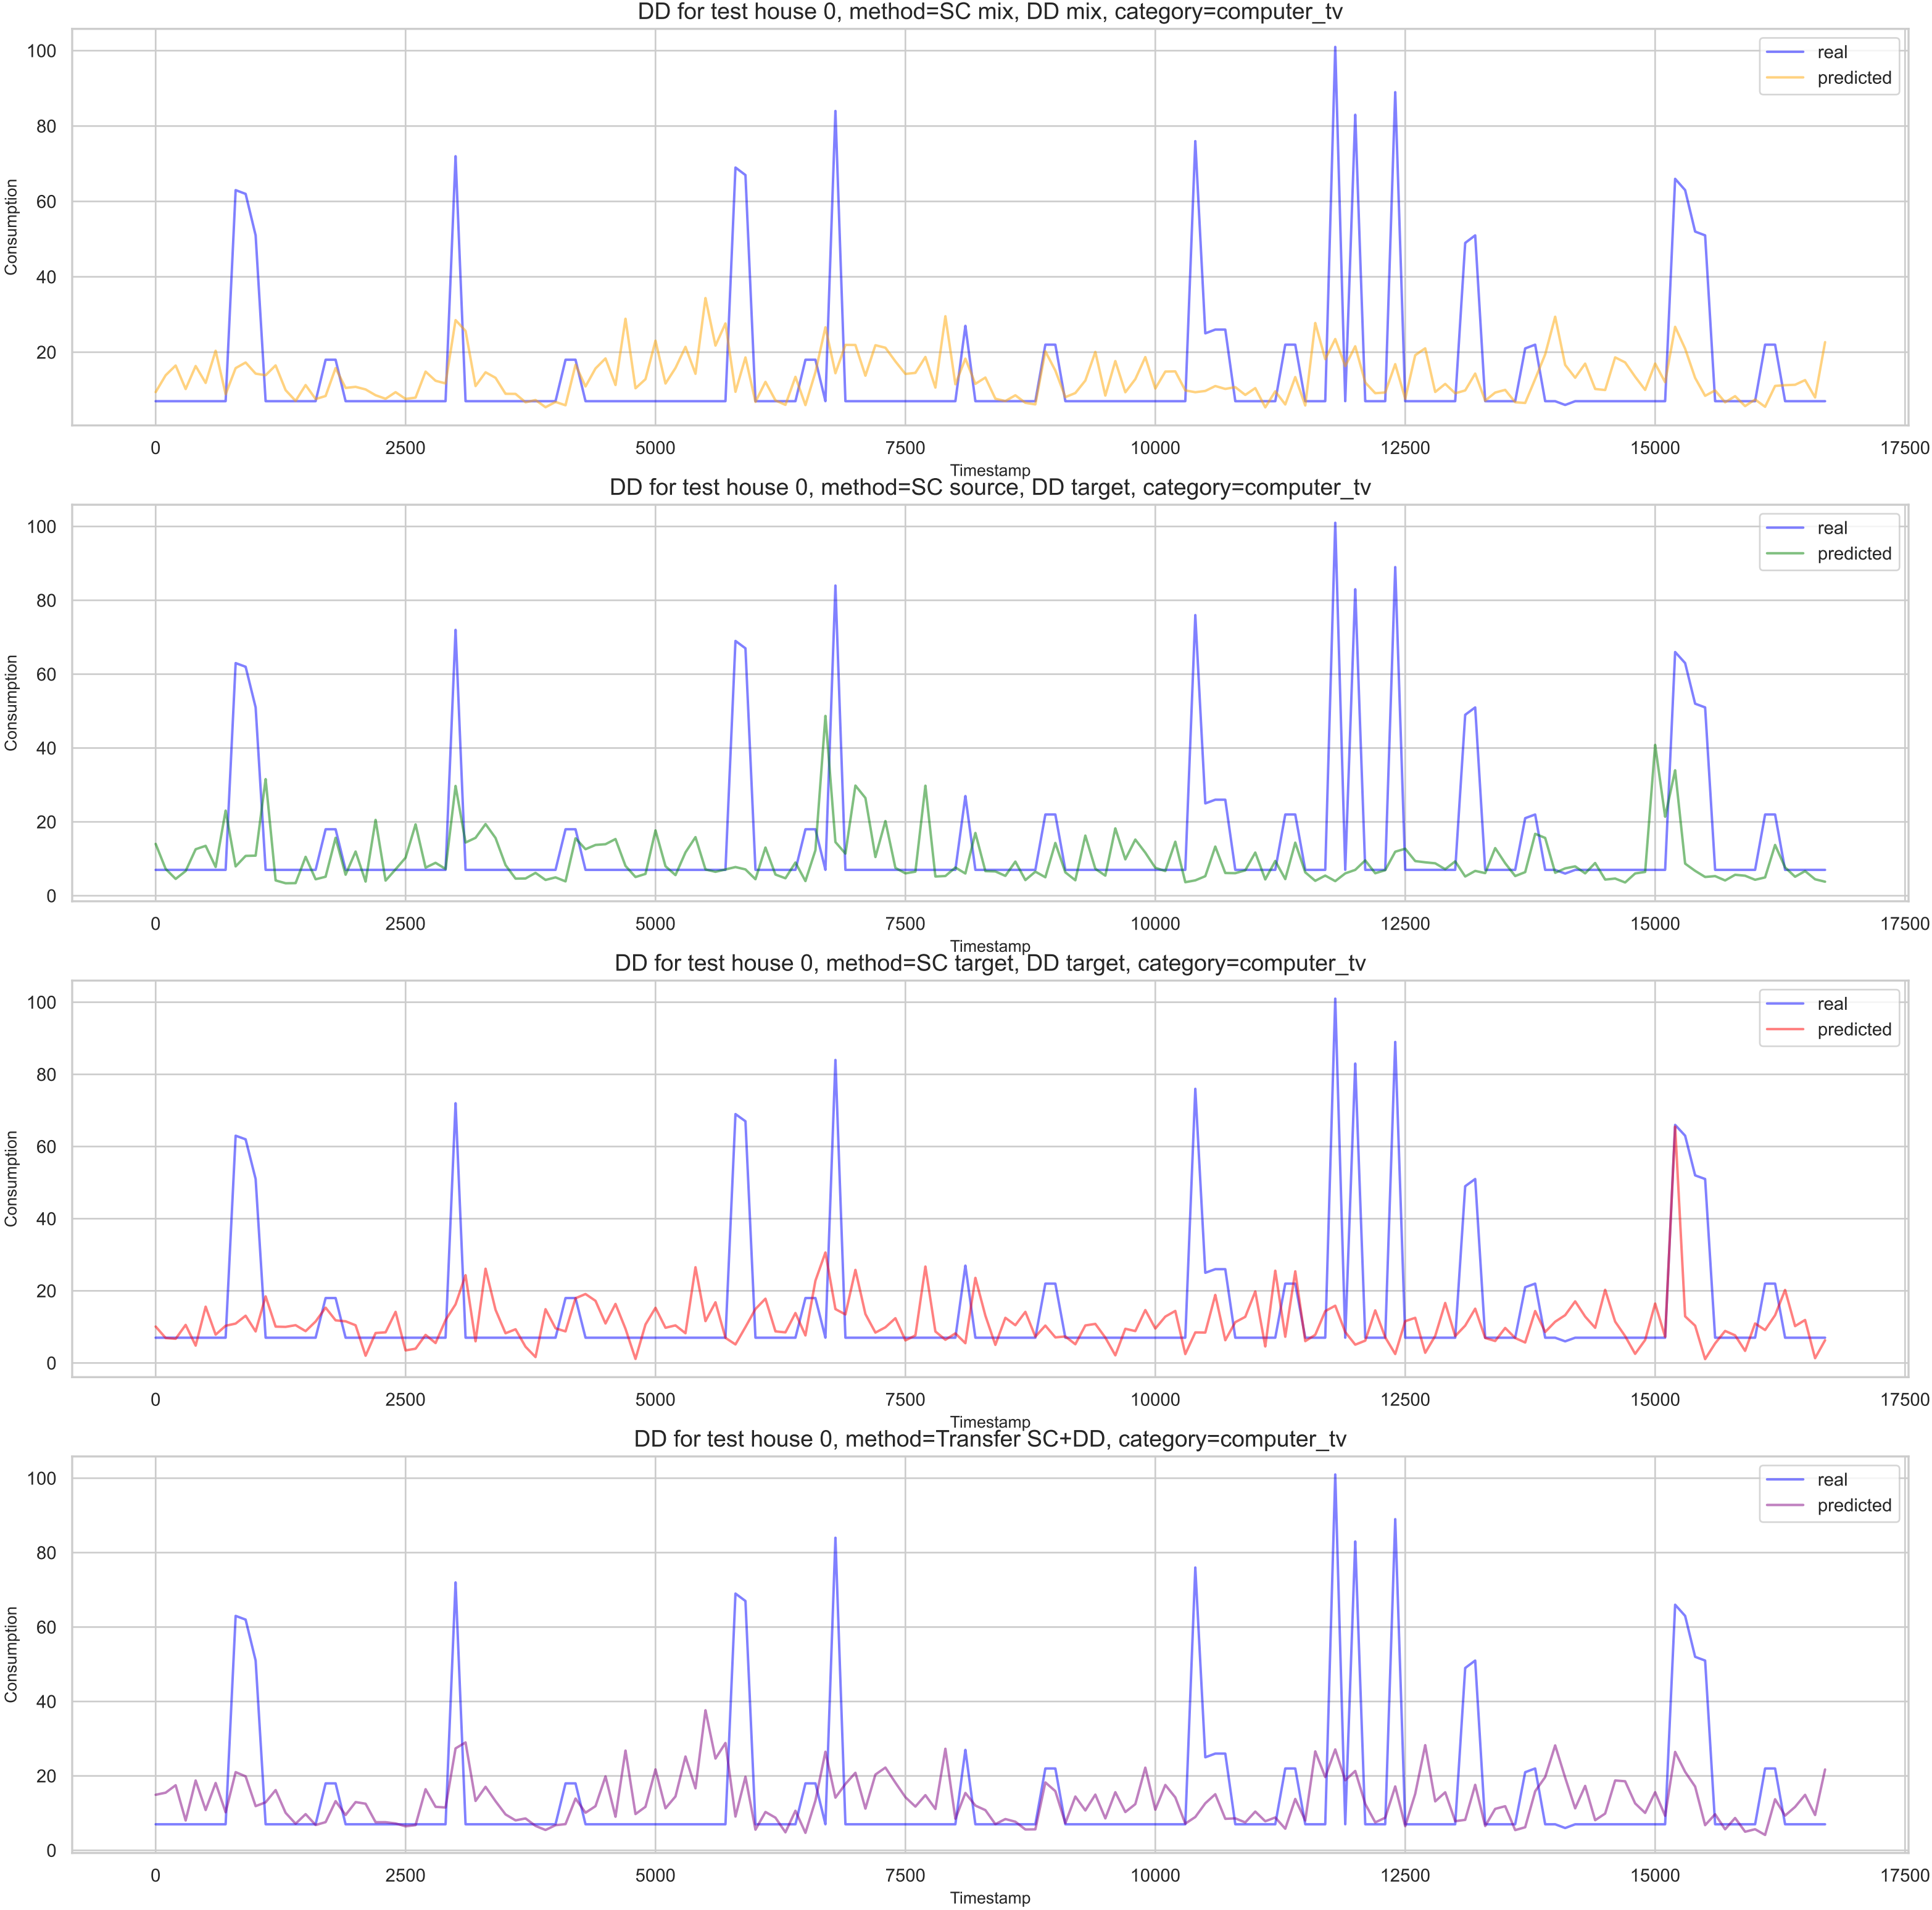 DD for test house 0, method=SC mix, DD mix, category=computer_tv
real
predicted
Consumption
100
80
60
40
20
0 2500 5000 7500 10000 12500 15000 17500
Timestamp
DD for test house 0, method=SC source, DD target, category=computer_tv
real
predicted
Consumption
100
80
60
40
20
0
0 2500 5000 7500 10000 12500 15000 17500
Timestamp
DD for test house 0, method=SC target, DD target, category=computer_tv
real
predicted
Consumption
100
80
60
40
20
0
0 2500 5000 7500 10000 12500 15000 17500
Timestamp
DD for test house 0, method=Transfer SC+DD, category=computer_tv
real
predicted
Consumption
100
80
60
40
20
0
0 2500 5000 7500 10000 12500 15000 17500
Timestamp